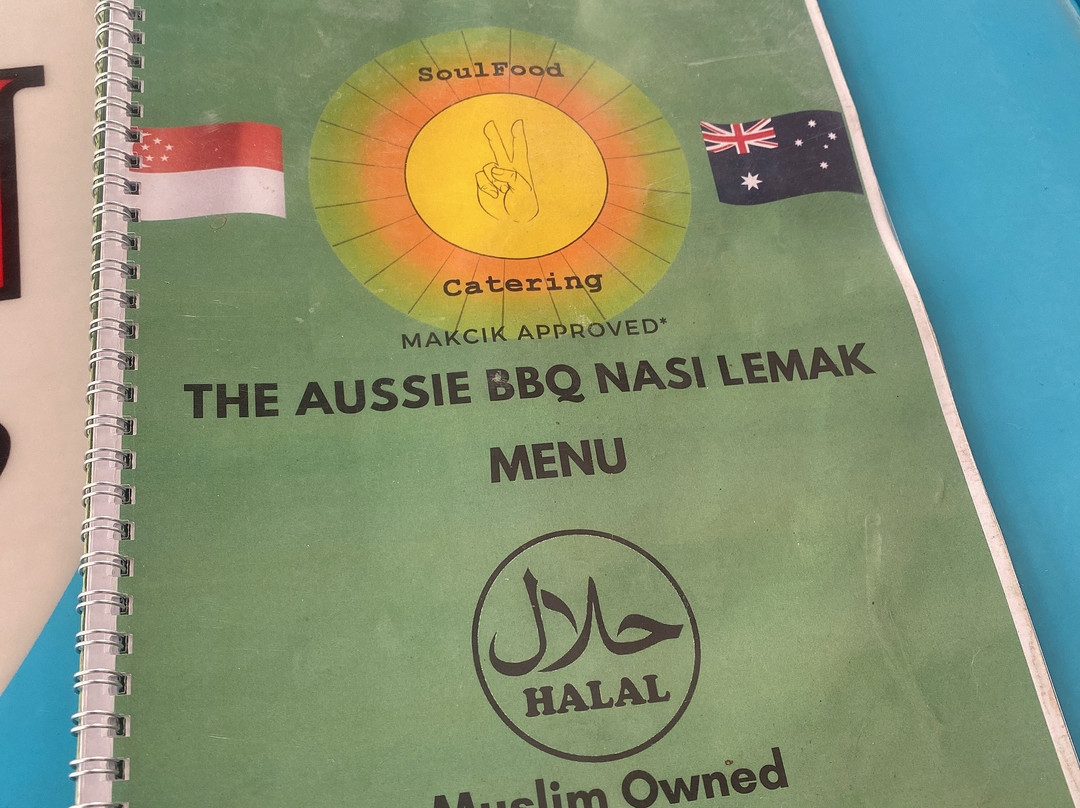 SoulFood
Catering
MAKCIK APPROVED*
THE AUSSIE BBQ NASI LEMAK
MENU
حلال
HALAL
Muslim Owned